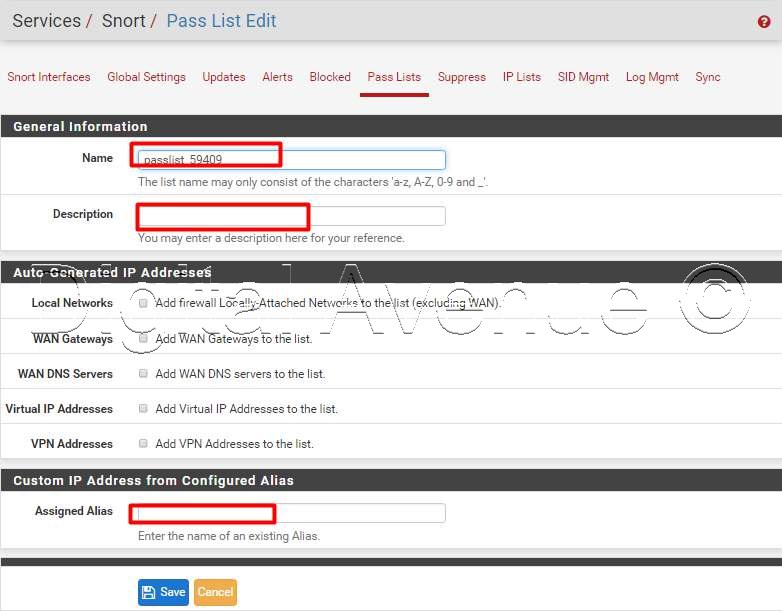 Services / Snort / Pass List Edit
Snort Interfaces Global Settings Updates Alerts Blocked Pass Lists Suppress IP Lists SID Mgmt Log Mgmt Sync
General Information
Name passlist_59409
The list name may only consist of the characters 'a-z, A-Z, 0-9 and _'.
Description
You may enter a description here for your reference.
Auto-Generated IP Addresses
Local Networks Add firewall Locally-Attached Networks to the list (excluding WAN).
Digital Avenue ©
WAN Gateways Add WAN Gateways to the list.
WAN DNS Servers Add WAN DNS servers to the list.
Virtual IP Addresses Add Virtual IP Addresses to the list.
VPN Addresses Add VPN Addresses to the list.
Custom IP Address from Configured Alias
Assigned Alias
Enter the name of an existing Alias.
Save Cancel